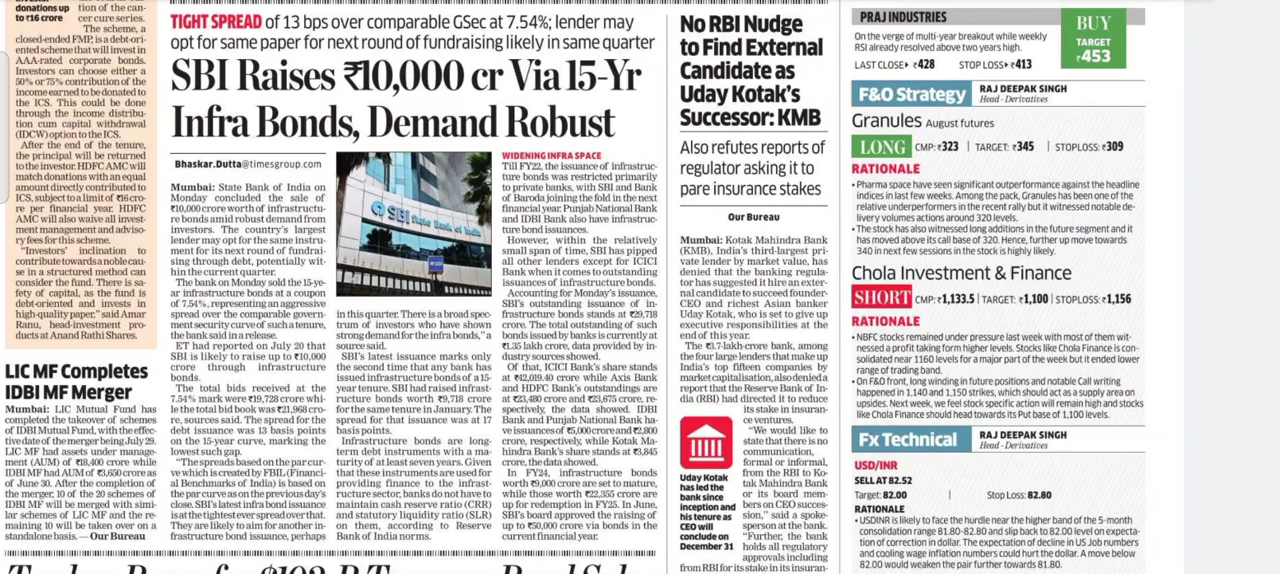 donations up
to ₹16 crore
tion of the can-
cer cure series.
The scheme, a
closed-ended FMP, is a debt-ori-
ented scheme that will invest in
AAA-rated corporate bonds.
Investors can choose either a
50% or 75% contribution of the
income earned to be donated to
the ICS. This could be done
through the income distribu-
tion cum capital withdrawal
(IDCW) option to the ICS.
After the end of the tenure,
the principal will be returned
to the investor. HDFC AMC will
match donations with an equal
amount directly contributed to
ICS, subject to a limit of ₹16 cro-
re per financial year. HDFC
AMC will also waive all invest-
ment management and adviso-
ry fees for this scheme.
"Investors' inclination to
contribute towards a noble cau-
se in a structured method can
consider the fund. There is sa-
fety of capital, as the fund is
debt-oriented and invests in
high-quality paper," said Amar
Ranu, head-investment pro-
ducts at Anand Rathi Shares.
LIC MF Completes
IDBI MF Merger
Mumbai: LIC Mutual Fund has
completed the takeover of schemes
of IDBI Mutual Fund, with the effec-
tive date of the merger being July 29.
LIC MF had assets under manage-
ment (AUM) of ₹18,400 crore while
IDBI MF had AUM of ₹3,650 crore as
of June 30. After the completion of
the merger, 10 of the 20 schemes of
IDBI MF will be merged with simi-
lar schemes of LIC MF and the re-
maining 10 will be taken over on a
standalone basis. — Our Bureau
TIGHT SPREAD of 13 bps over comparable GSec at 7.54%; lender may
opt for same paper for next round of fundraising likely in same quarter
SBI Raises ₹10,000 cr Via 15-Yr
Infra Bonds, Demand Robust
Bhaskar.Dutta@timesgroup.com
Mumbai: State Bank of India on
Monday concluded the sale of
₹10,000 crore worth of infrastructu-
re bonds amid robust demand from
investors. The country's largest
lender may opt for the same instru-
ment for its next round of fundrai-
sing through debt, potentially wit-
hin the current quarter.
The bank on Monday sold the 15-ye-
ar infrastructure bonds at a coupon
of 7.54%, representing an aggressive
spread over the comparable govern-
ment security curve of such a tenure,
the bank said in a release.
ET had reported on July 20 that
SBI is likely to raise up to ₹10,000
crore through infrastructure
bonds.
The total bids received at the
7.54% mark were ₹19,728 crore whi-
le the total bid book was ₹21,968 cro-
re, sources said. The spread for the
debt issuance was 13 basis points
on the 15-year curve, marking the
lowest such gap.
"The spreads based on the par cur-
ve which is created by FBIL (Financi-
al Benchmarks of India) is based on
the par curve as on the previous day's
close. SBI's latest infra bond issuance
is at the tightest ever spread over that.
They are likely to aim for another in-
frastructure bond issuance, perhaps
SBI State Bank of India
in this quarter. There is a broad spec-
trum of investors who have shown
strong demand for the infra bonds," a
source said.
SBI's latest issuance marks only
the second time that any bank has
issued infrastructure bonds of a 15-
year tenure. SBI had raised infrast-
ructure bonds worth ₹9,718 crore
for the same tenure in January. The
spread for that issuance was at 17
basis points.
Infrastructure bonds are long-
term debt instruments with a ma-
turity of at least seven years. Given
that these instruments are used for
providing finance to the infrast-
ructure sector, banks do not have to
maintain cash reserve ratio (CRR)
and statutory liquidity ratio (SLR)
on them, according to Reserve
Bank of India norms.
WIDENING INFRA SPACE
Till FY22, the issuance of infrastruc-
ture bonds was restricted primarily
to private banks, with SBI and Bank
of Baroda joining the fold in the next
financial year. Punjab National Bank
and IDBI Bank also have infrastruc-
ture bond issuances.
However, within the relatively
small span of time, SBI has pipped
all other lenders except for ICICI
Bank when it comes to outstanding
issuances of infrastructure bonds.
Accounting for Monday's issuance,
SBI's outstanding issuance of in-
frastructure bonds stands at ₹29,718
crore. The total outstanding of such
bonds issued by banks is currently at
₹1.35 lakh crore, data provided by in-
dustry sources showed.
Of that, ICICI Bank's share stands
at ₹42,019.40 crore while Axis Bank
and HDFC Bank's outstandings are
at ₹23,480 crore and ₹23,675 crore, re-
spectively, the data showed. IDBI
Bank and Punjab National Bank ha-
ve issuances of ₹5,000 crore and ₹2,800
crore, respectively, while Kotak Ma-
hindra Bank's share stands at ₹3,845
crore, the data showed.
In FY24, infrastructure bonds
worth ₹9,000 crore are set to mature,
while those worth ₹22,355 crore are
up for redemption in FY25. In June,
SBI's board approved the raising of
up to ₹50,000 crore via bonds in the
current financial year.
No RBI Nudge
to Find External
Candidate as
Uday Kotak's
Successor: KMB
Also refutes reports of
regulator asking it to
pare insurance stakes
Our Bureau
Mumbai: Kotak Mahindra Bank
(KMB), India's third-largest pri-
vate lender by market value, has
denied that the banking regula-
tor has suggested it hire an exter-
nal candidate to succeed founder-
CEO and richest Asian banker
Uday Kotak, who is set to give up
executive responsibilities at the
end of this year.
The ₹3.7-lakh-crore bank, among
the four large lenders that make up
India's top fifteen companies by
market capitalisation, also denied a
report that the Reserve Bank of In-
dia (RBI) had directed it to reduce
its stake in insuran-
ce ventures.
"We would like to
state that there is no
communication,
formal or informal,
from the RBI to Ko-
tak Mahindra Bank
or its board mem-
bers on CEO succes-
sion," said a spoke-
sperson at the bank.
"Further, the bank
holds all regulatory
approvals including
from RBI for its stake in its insuran-
Uday Kotak
has led the
bank since
inception and
his tenure as
CEO will
conclude on
December 31
PRAJ INDUSTRIES
On the verge of multi-year breakout while weekly
RSI already resolved above two years high.
LAST CLOSE ₹428 STOP LOSS ₹413
BUY
TARGET
₹453
F&O Strategy
RAJ DEEPAK SINGH
Head - Derivatives
Granules August futures
LONG CMP: ₹323 | TARGET: ₹345 | STOPLOSS: ₹309
RATIONALE
• Pharma space have seen significant outperformance against the headline
indices in last few weeks. Among the pack, Granules has been one of the
relative underperformers in the recent rally but it witnessed notable de-
livery volumes actions around 320 levels.
• The stock has also witnessed long additions in the future segment and it
has moved above its call base of 320. Hence, further up move towards
340 in next few sessions in the stock is highly likely.
Chola Investment & Finance
SHORT CMP: ₹1,133.5 | TARGET: ₹1,100 | STOPLOSS: ₹1,156
RATIONALE
• NBFC stocks remained under pressure last week with most of them wit-
nessed a profit taking form higher levels. Stocks like Chola Finance is con-
solidated near 1160 levels for a major part of the week but it ended lower
range of trading band.
• On F&O front, long winding in future positions and notable Call writing
happened in 1,140 and 1,150 strikes, which should act as a supply area on
upsides. Next week, we feel stock specific action will remain high and stocks
like Chola Finance should head towards its Put base of 1,100 levels.
Fx Technical
RAJ DEEPAK SINGH
Head - Derivatives
USD/INR
SELL AT 82.52
Target: 82.00 Stop Loss: 82.80
RATIONALE
• USDINR is likely to face the hurdle near the higher band of the 5-month
consolidation range 81.80-82.80 and slip back to 82.00 level on expecta-
tion of correction in dollar. The expectation of decline in US Job numbers
and cooling wage inflation numbers could hurt the dollar. A move below
82.00 would weaken the pair further towards 81.80.